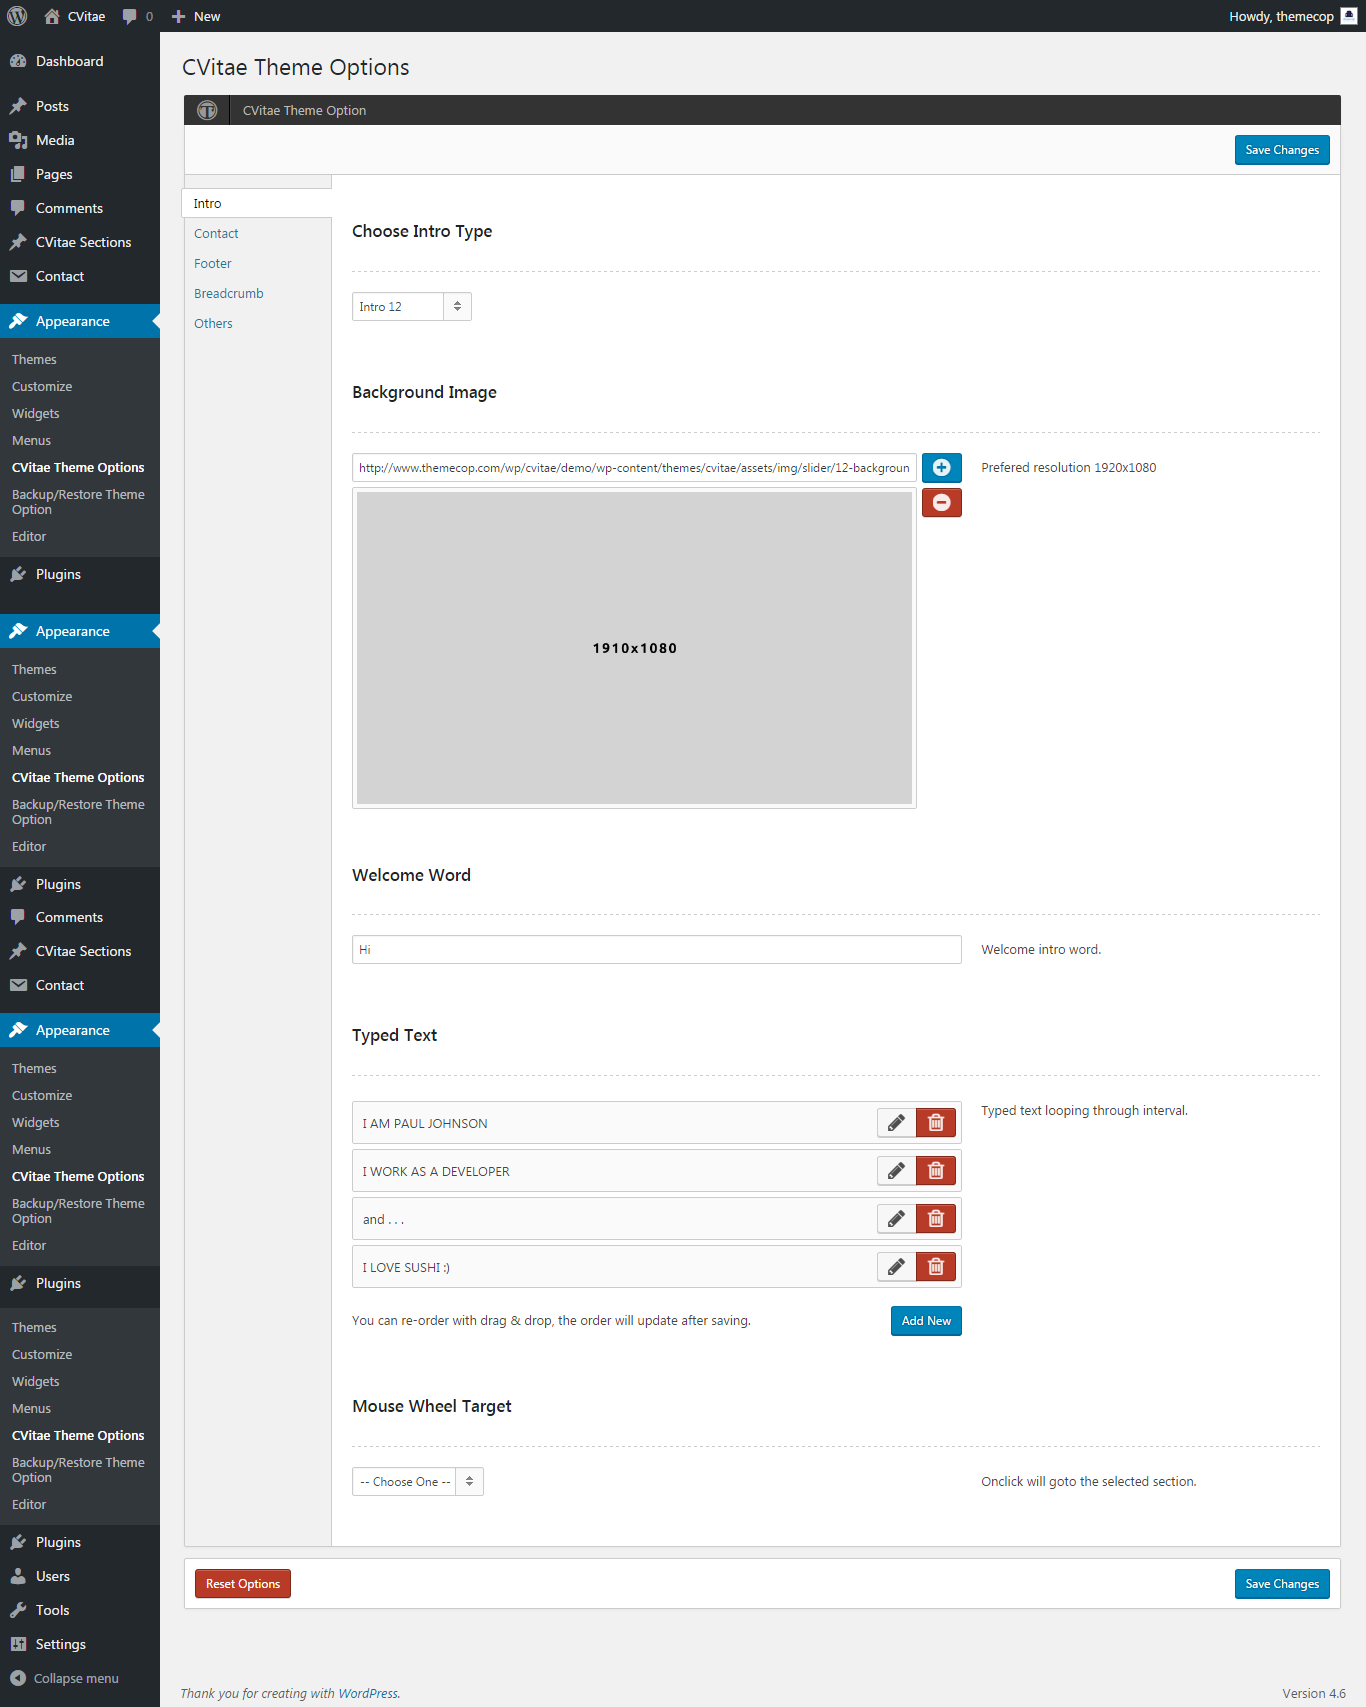 CVitae
0
New
Howdy, themecop
Dashboard
Posts
Media
Pages
Comments
CVitae Sections
Contact
Appearance
Themes
Customize
Widgets
Menus
CVitae Theme Options
Backup/Restore Theme
Option
Editor
Plugins
Appearance
Themes
Customize
Widgets
Menus
CVitae Theme Options
Backup/Restore Theme
Option
Editor
Plugins
Comments
CVitae Sections
Contact
Appearance
Themes
Customize
Widgets
Menus
CVitae Theme Options
Backup/Restore Theme
Option
Editor
Plugins
Themes
Customize
Widgets
Menus
CVitae Theme Options
Backup/Restore Theme
Option
Editor
Plugins
Users
Tools
Settings
Collapse menu
CVitae Theme Options
CVitae Theme Option
Save Changes
Intro
Contact
Footer
Breadcrumb
Others
Choose Intro Type
Intro 12
Background Image
http://www.themecop.com/wp/cvitae/demo/wp-content/themes/cvitae/assets/img/slider/12-backgroun
Prefered resolution 1920x1080
1910x1080
Welcome Word
Hi
Welcome intro word.
Typed Text
I AM PAUL JOHNSON
Typed text looping through interval.
I WORK AS A DEVELOPER
and . . .
I LOVE SUSHI :)
You can re-order with drag & drop, the order will update after saving.
Add New
Mouse Wheel Target
-- Choose One --
Onclick will goto the selected section.
Reset Options
Save Changes
Thank you for creating with WordPress.
Version 4.6